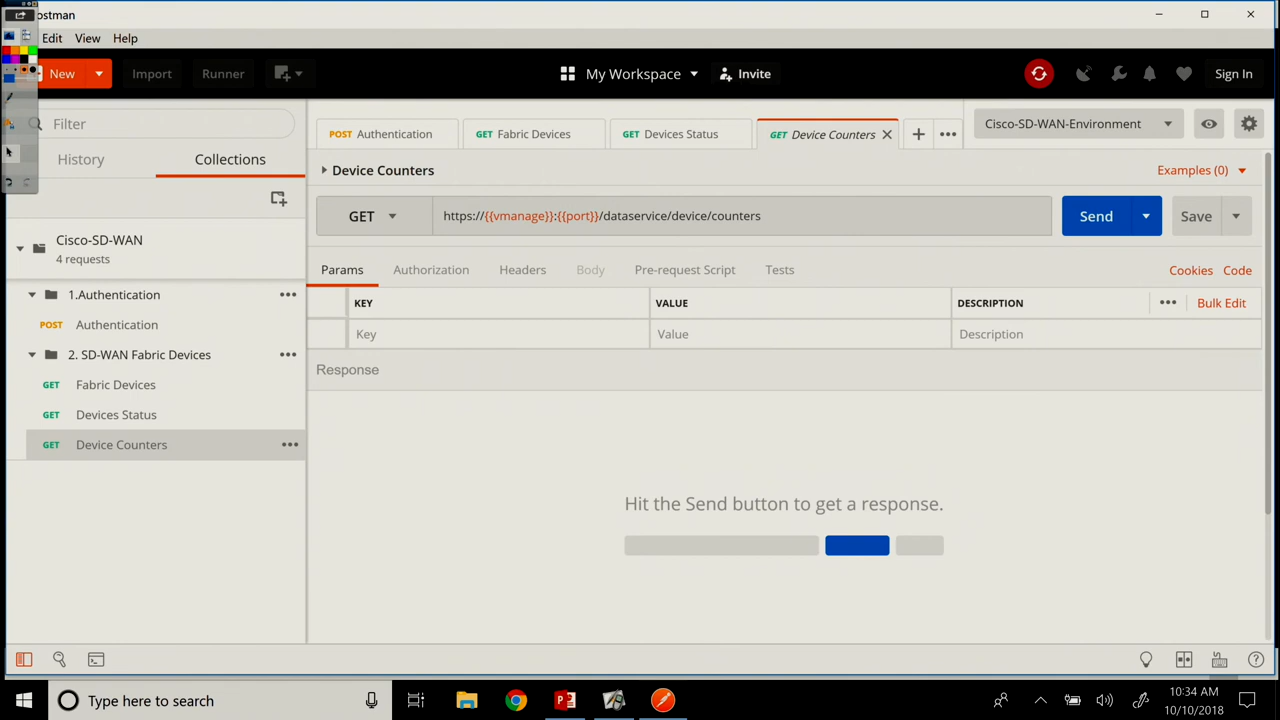 ostman
Edit View Help
New Import Runner My Workspace Invite Sign In
Filter
History Collections
Cisco-SD-WAN
4 requests
1.Authentication
POST Authentication
2. SD-WAN Fabric Devices
GET Fabric Devices
GET Devices Status
GET Device Counters
POST Authentication GET Fabric Devices GET Devices Status GET Device Counters
Cisco-SD-WAN-Environment
Device Counters Examples (0)
GET https://{{vmanage}}:{{port}}/dataservice/device/counters Send Save
Params Authorization Headers Body Pre-request Script Tests Cookies Code
KEY VALUE DESCRIPTION Bulk Edit
Key Value Description
Response
Hit the Send button to get a response.
Type here to search
10:34 AM
10/10/2018